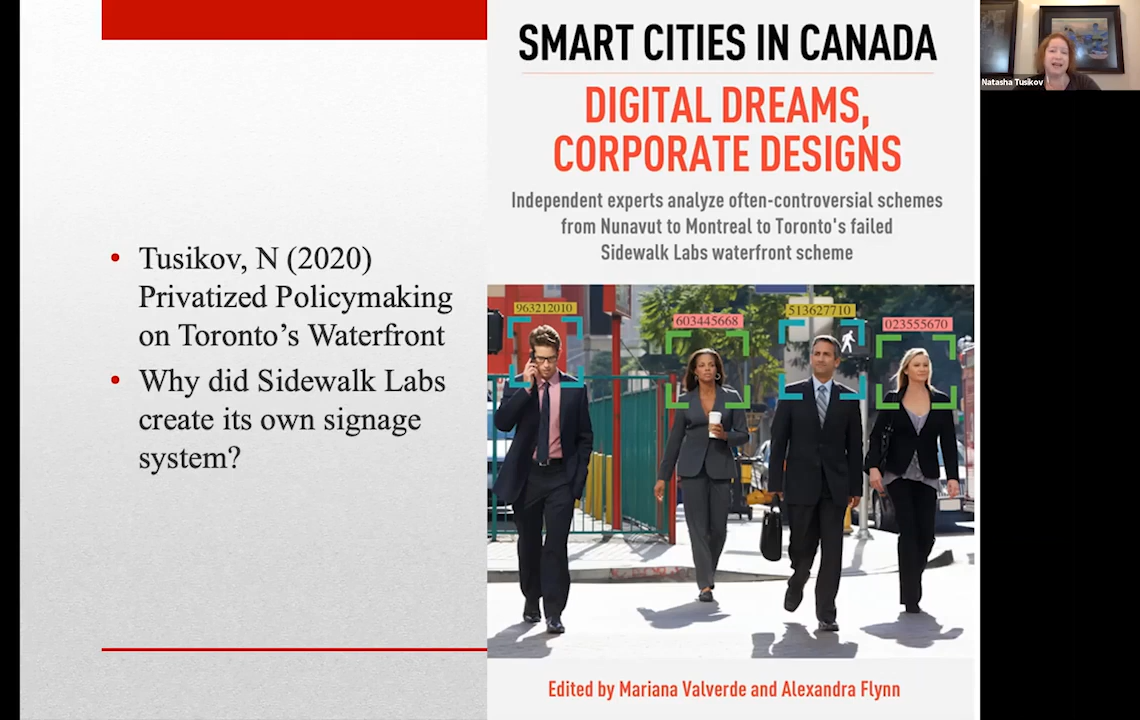 • Tusikov, N (2020)
Privatized Policymaking
on Toronto’s Waterfront
• Why did Sidewalk Labs
create its own signage
system?
SMART CITIES IN CANADA
DIGITAL DREAMS,
CORPORATE DESIGNS
Independent experts analyze often-controversial schemes
from Nunavut to Montreal to Toronto's failed
Sidewalk Labs waterfront scheme
963212010
603445668
513627710
023555670
Edited by Mariana Valverde and Alexandra Flynn
Natasha Tusikov